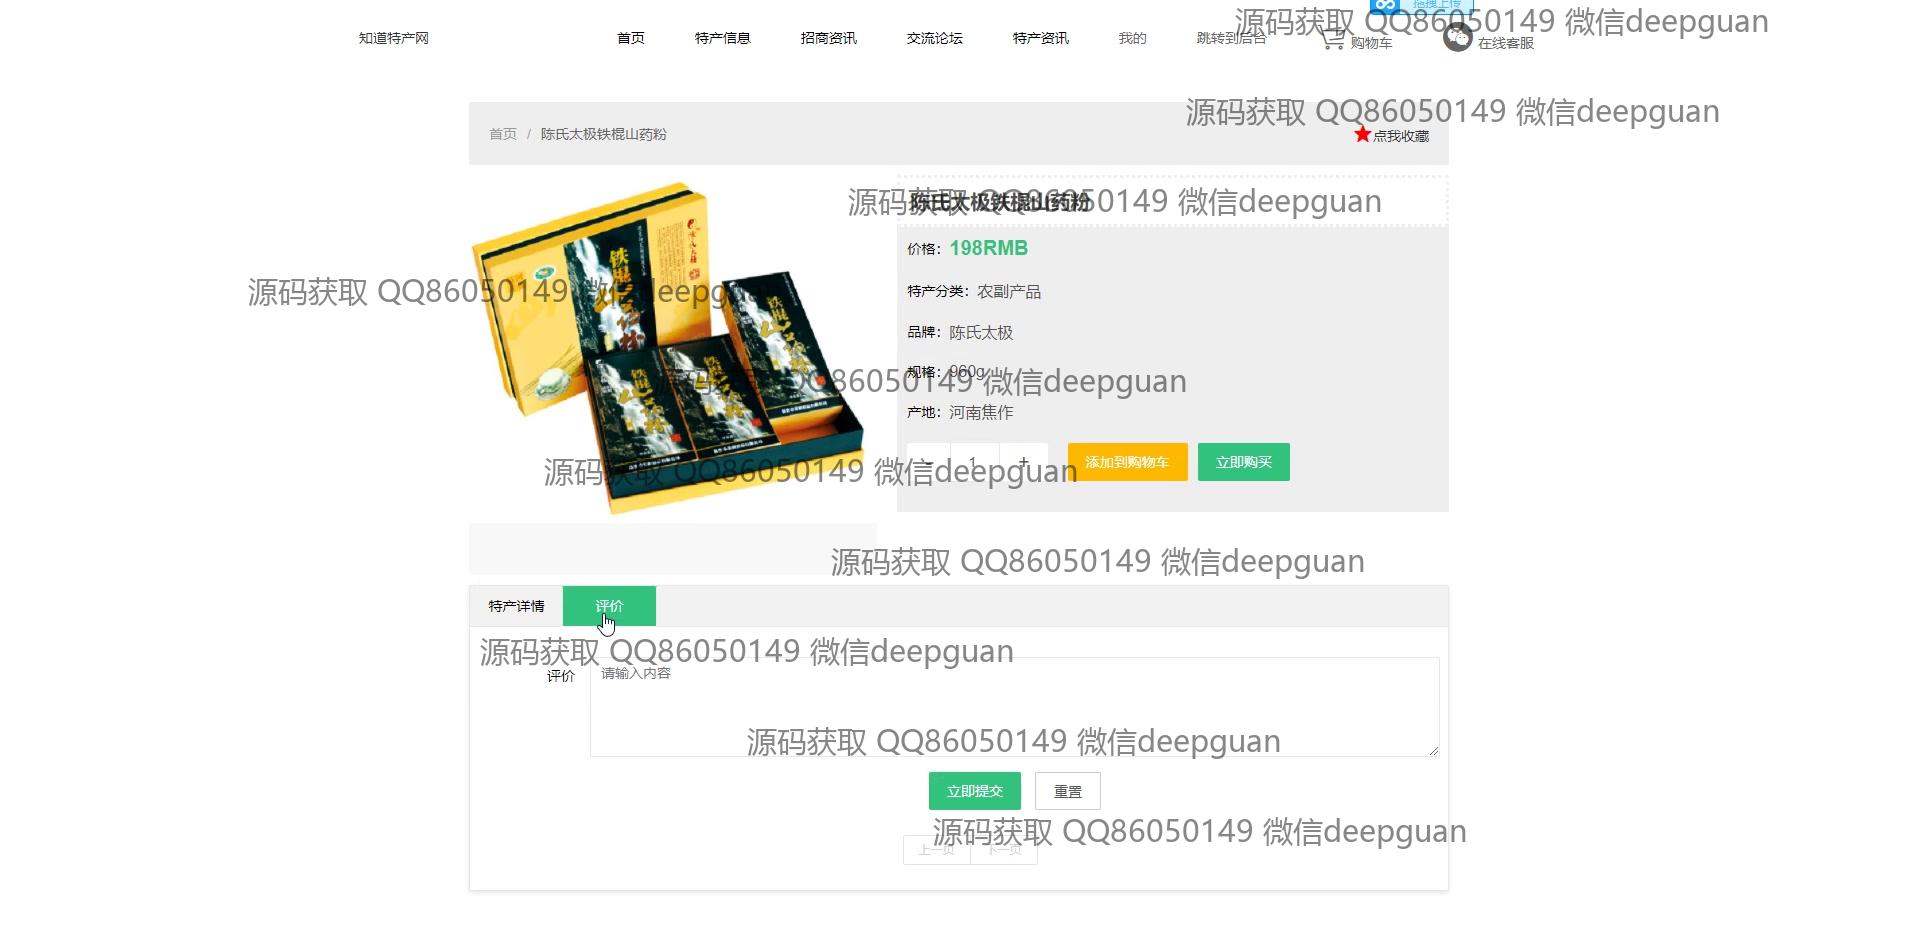 拖拽上传
源码获取 QQ86050149 微信deepguan
知道特产网
首页
特产信息
招商资讯
交流论坛
特产资讯
我的
跳转到后台
购物车
在线客服
源码获取 QQ86050149 微信deepguan
首页 / 陈氏太极铁棍山药粉
点我收藏
源码获取 QQ86050149 微信deepguan
陈氏太极铁棍山药粉
价格：198RMB
特产分类：农副产品
源码获取 QQ86050149 微信deepguan
品牌：陈氏太极
规格：960g
源码获取 QQ86050149 微信deepguan
产地：河南焦作
- 1 +
添加到购物车
立即购买
源码获取 QQ86050149 微信deepguan
源码获取 QQ86050149 微信deepguan
特产详情
评价
源码获取 QQ86050149 微信deepguan
评价
请输入内容
源码获取 QQ86050149 微信deepguan
立即提交
重置
源码获取 QQ86050149 微信deepguan
上一页
下一页